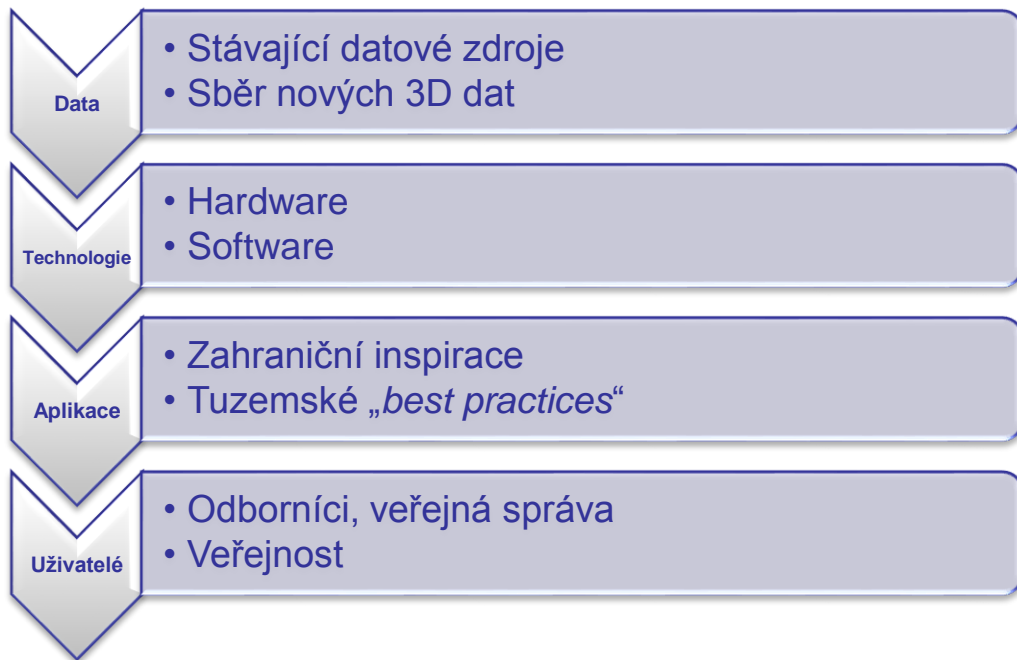 Data
• Stávající datové zdroje
• Sběr nových 3D dat
Technologie
• Hardware
• Software
Aplikace
• Zahraniční inspirace
• Tuzemské „best practices“
Uživatelé
• Odborníci, veřejná správa
• Veřejnost